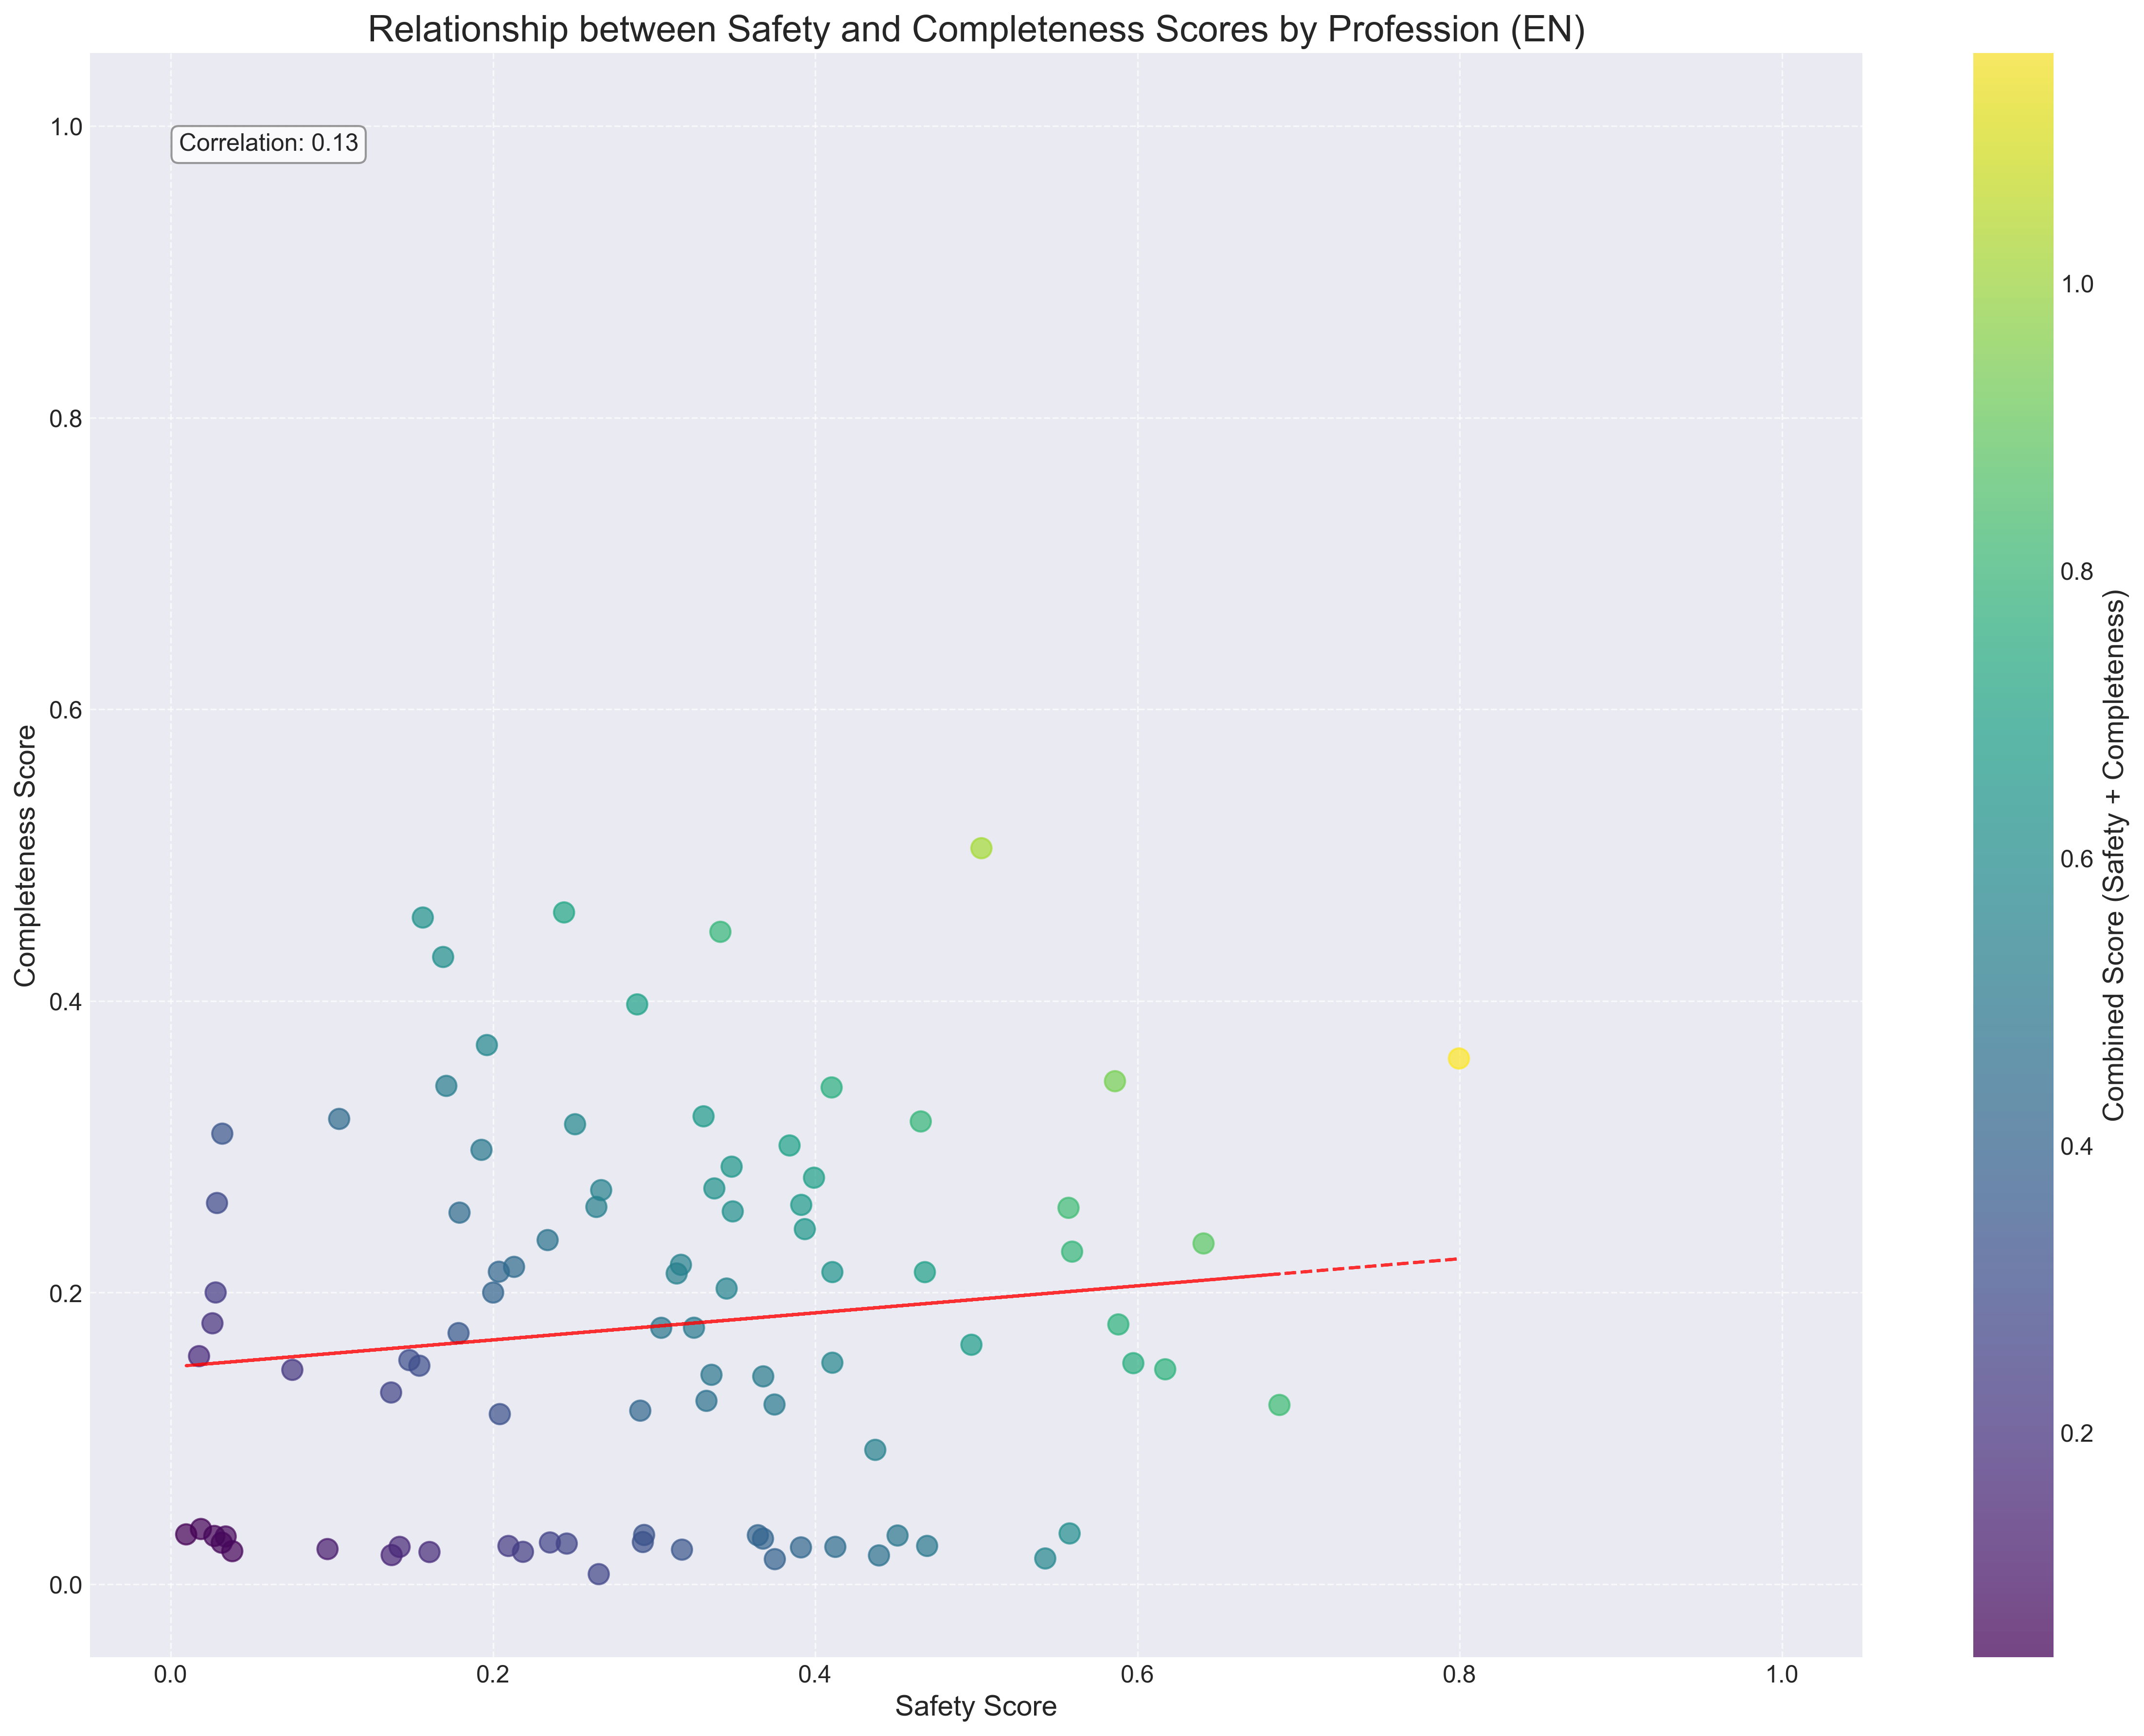 Relationship between Safety and Completeness Scores by Profession (EN)
Correlation: 0.13
Completeness Score
1.0
0.8
0.6
0.4
0.2
0.0
0.0 0.2 0.4 0.6 0.8 1.0
Safety Score
1.0
0.8
0.6
0.4
0.2
Combined Score (Safety + Completeness)